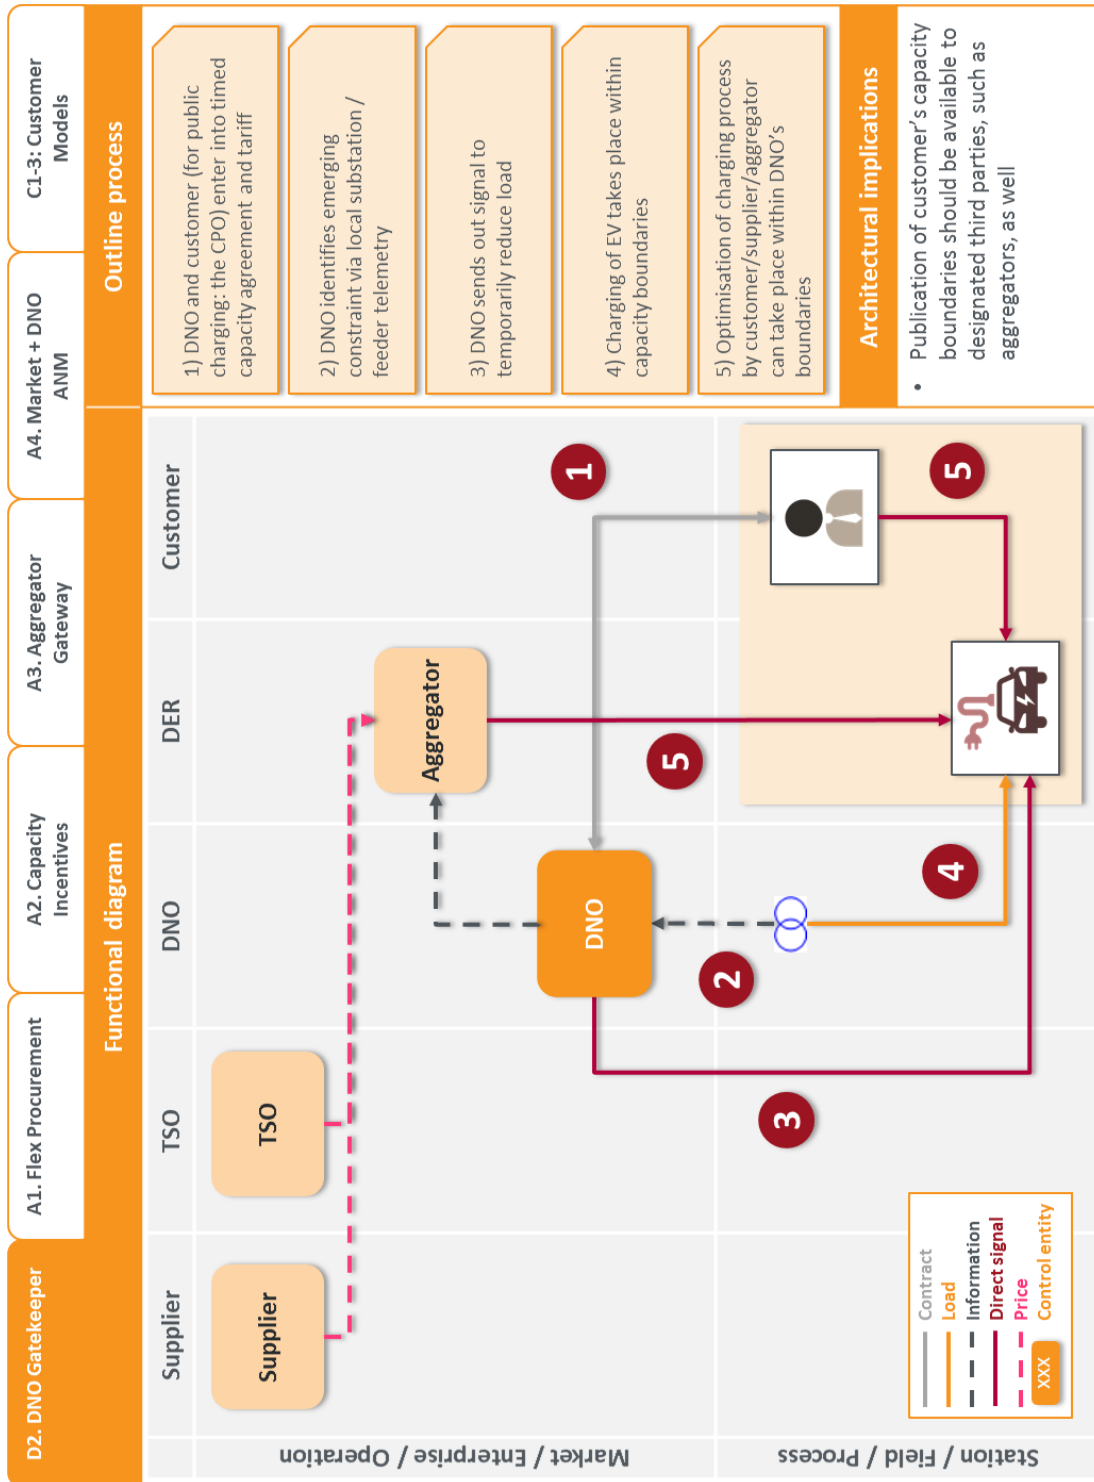 D2. DNO Gatekeeper
A1. Flex Procurement
A2. Capacity
Incentives
A3. Aggregator
Gateway
A4. Market + DNO
ANM
C1-3: Customer
Models
Functional diagram
Outline process
Supplier
TSO
DNO
DER
Customer
Market / Enterprise / Operation
Station / Field / Process
Supplier
TSO
Aggregator
DNO
1
2
3
4
5
5
Contract
Load
Information
Direct signal
Price
XXX
Control entity
1) DNO and customer (for public
charging: the CPO) enter into timed
capacity agreement and tariff
2) DNO identifies emerging
constraint via local substation /
feeder telemetry
3) DNO sends out signal to
temporarily reduce load
4) Charging of EV takes place within
capacity boundaries
5) Optimisation of charging process
by customer/supplier/aggregator
can take place within DNO's
boundaries
Architectural implications
• Publication of customer's capacity
boundaries should be available to
designated third parties, such as
aggregators, as well